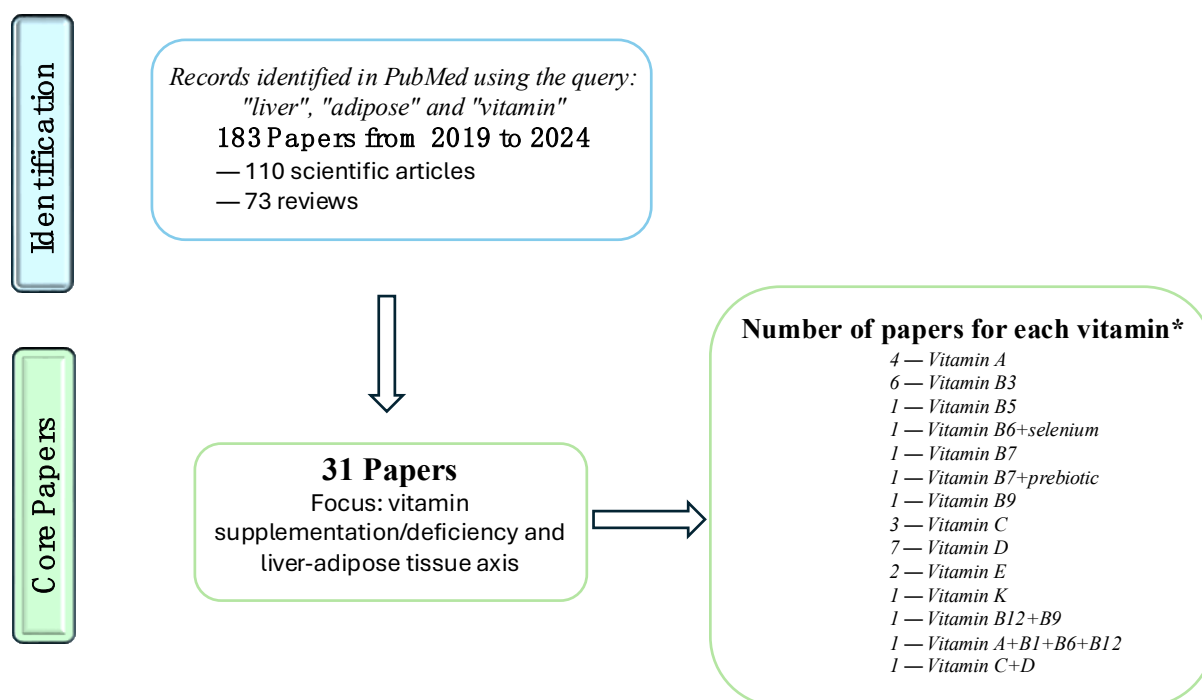 Identification
Records identified in PubMed using the query:
"liver", "adipose" and "vitamin"
183 Papers from 2019 to 2024
— 110 scientific articles
— 73 reviews
Core Papers
31 Papers
Focus: vitamin
supplementation/deficiency and
liver-adipose tissue axis
Number of papers for each vitamin*
4 — Vitamin A
6 — Vitamin B3
1 — Vitamin B5
1 — Vitamin B6+selenium
1 — Vitamin B7
1 — Vitamin B7+prebiotic
1 — Vitamin B9
3 — Vitamin C
7 — Vitamin D
2 — Vitamin E
1 — Vitamin K
1 — Vitamin B12+B9
1 — Vitamin A+B1+B6+B12
1 — Vitamin C+D